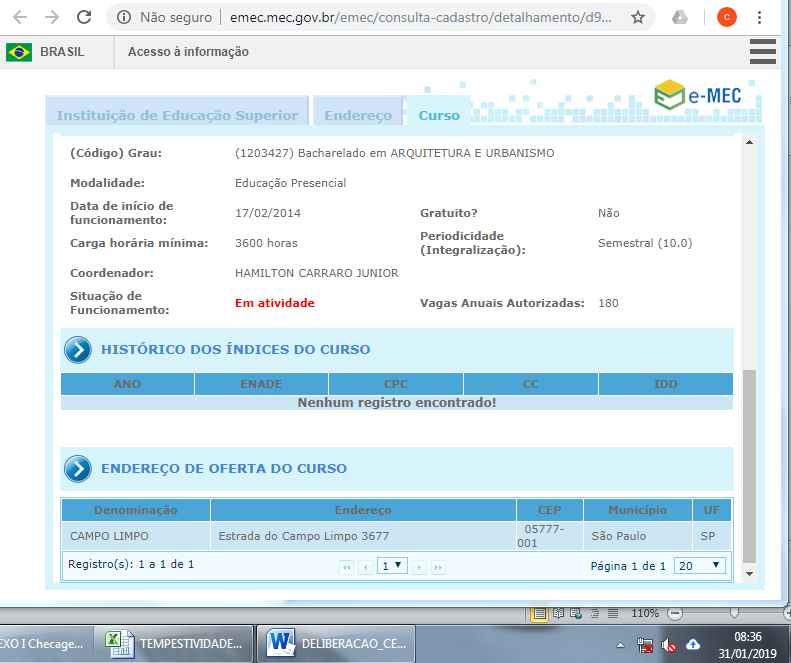 Não seguro | emec.mec.gov.br/emec/consulta-cadastro/detalhamento/d9...
C
BRASIL
Acesso à informação
e-MEC
Instituição de Educação Superior
Endereço
Curso
(Código) Grau: (1203427) Bacharelado em ARQUITETURA E URBANISMO
Modalidade: Educação Presencial
Data de início de
funcionamento: 17/02/2014 Gratuito? Não
Carga horária mínima: 3600 horas Periodicidade
(Integralização): Semestral (10.0)
Coordenador: HAMILTON CARRARO JUNIOR
Situação de
Funcionamento: Em atividade Vagas Anuais Autorizadas: 180
HISTÓRICO DOS ÍNDICES DO CURSO
ANO ENADE CPC CC IDD
Nenhum registro encontrado!
ENDEREÇO DE OFERTA DO CURSO
Denominação Endereço CEP Município UF
CAMPO LIMPO Estrada do Campo Limpo 3677 05777-
001 São Paulo SP
Registro(s): 1 a 1 de 1 1 Página 1 de 1 20
110%
EXO I Checage... TEMPESTIVIDADE... DELIBERACAO_CE...
08:36
31/01/2019